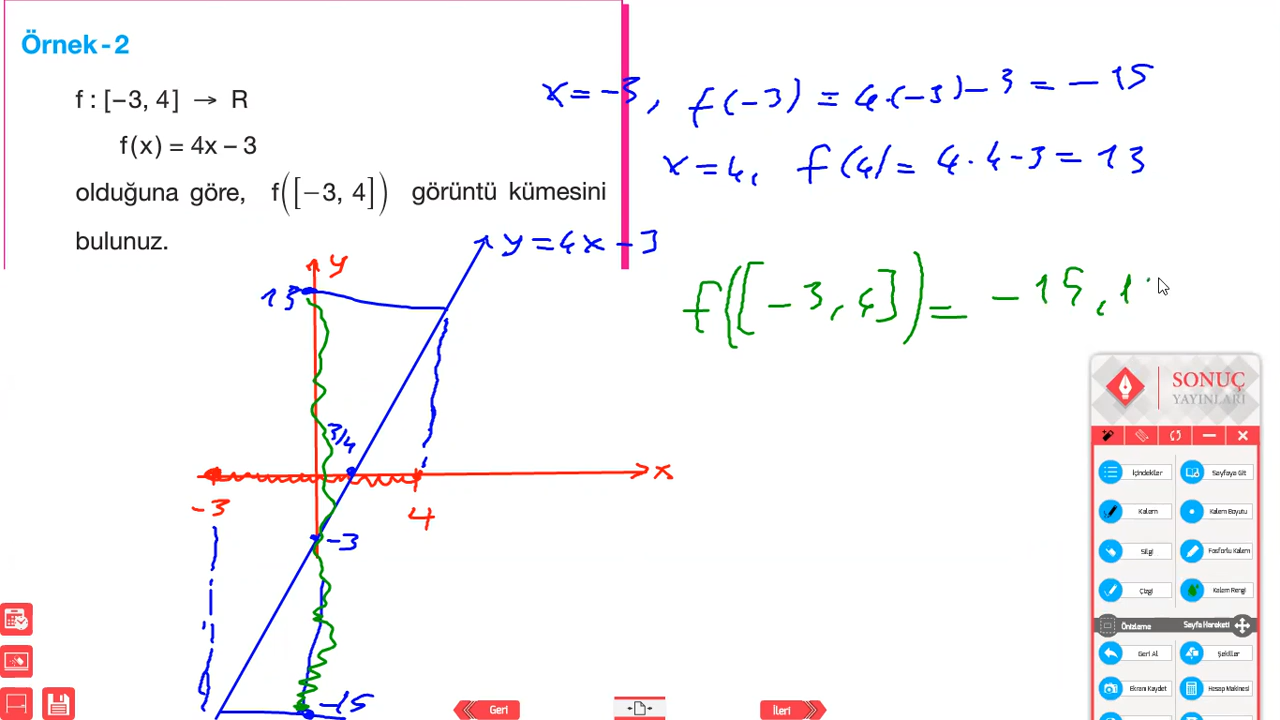 Örnek - 2
f : [−3, 4] → R
f(x) = 4x − 3
olduğuna göre, f([−3, 4]) görüntü kümesini
bulunuz.
x = −3, f(−3) = 4·(−3) − 3 = −15
x = 4, f(4) = 4·4 − 3 = 13
y = 4x − 3
f([−3, 4]) = −15, 1
y
13
3/4
x
−3
4
−3
−15
SONUÇ
YAYINLARI
İçindekiler
Sayfaya Git
Kalem
Kalem Boyutu
Silgi
Fosforlu Kalem
Çizgi
Kalem Rengi
Önizleme
Sayfa Hareketi
Geri Al
Şekiller
Ekranı Kaydet
Hesap Makinesi
Geri
İleri